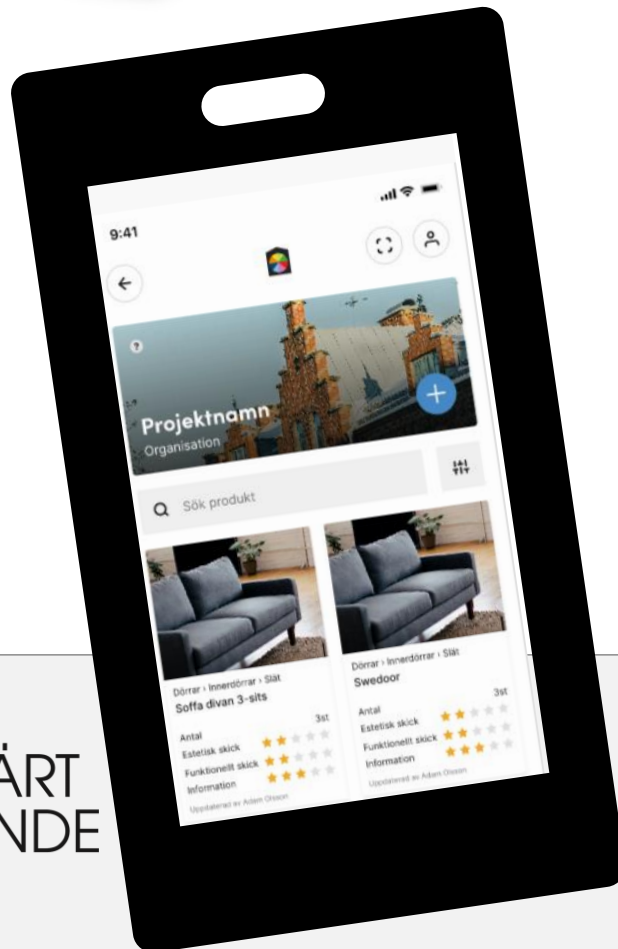 9:41
?
Projektnamn
Organisation
Sök produkt
Dörrar › Innerdörrar › Slät
Soffa divan 3-sits
Antal 3st
Estetisk skick
Funktionellt skick
Information
Uppdaterad av Adam Olsson
Dörrar › Innerdörrar › Slät
Swedoor
Antal 3st
Estetisk skick
Funktionellt skick
Information
Uppdaterad av Adam Olsson
ÄRT
NDE